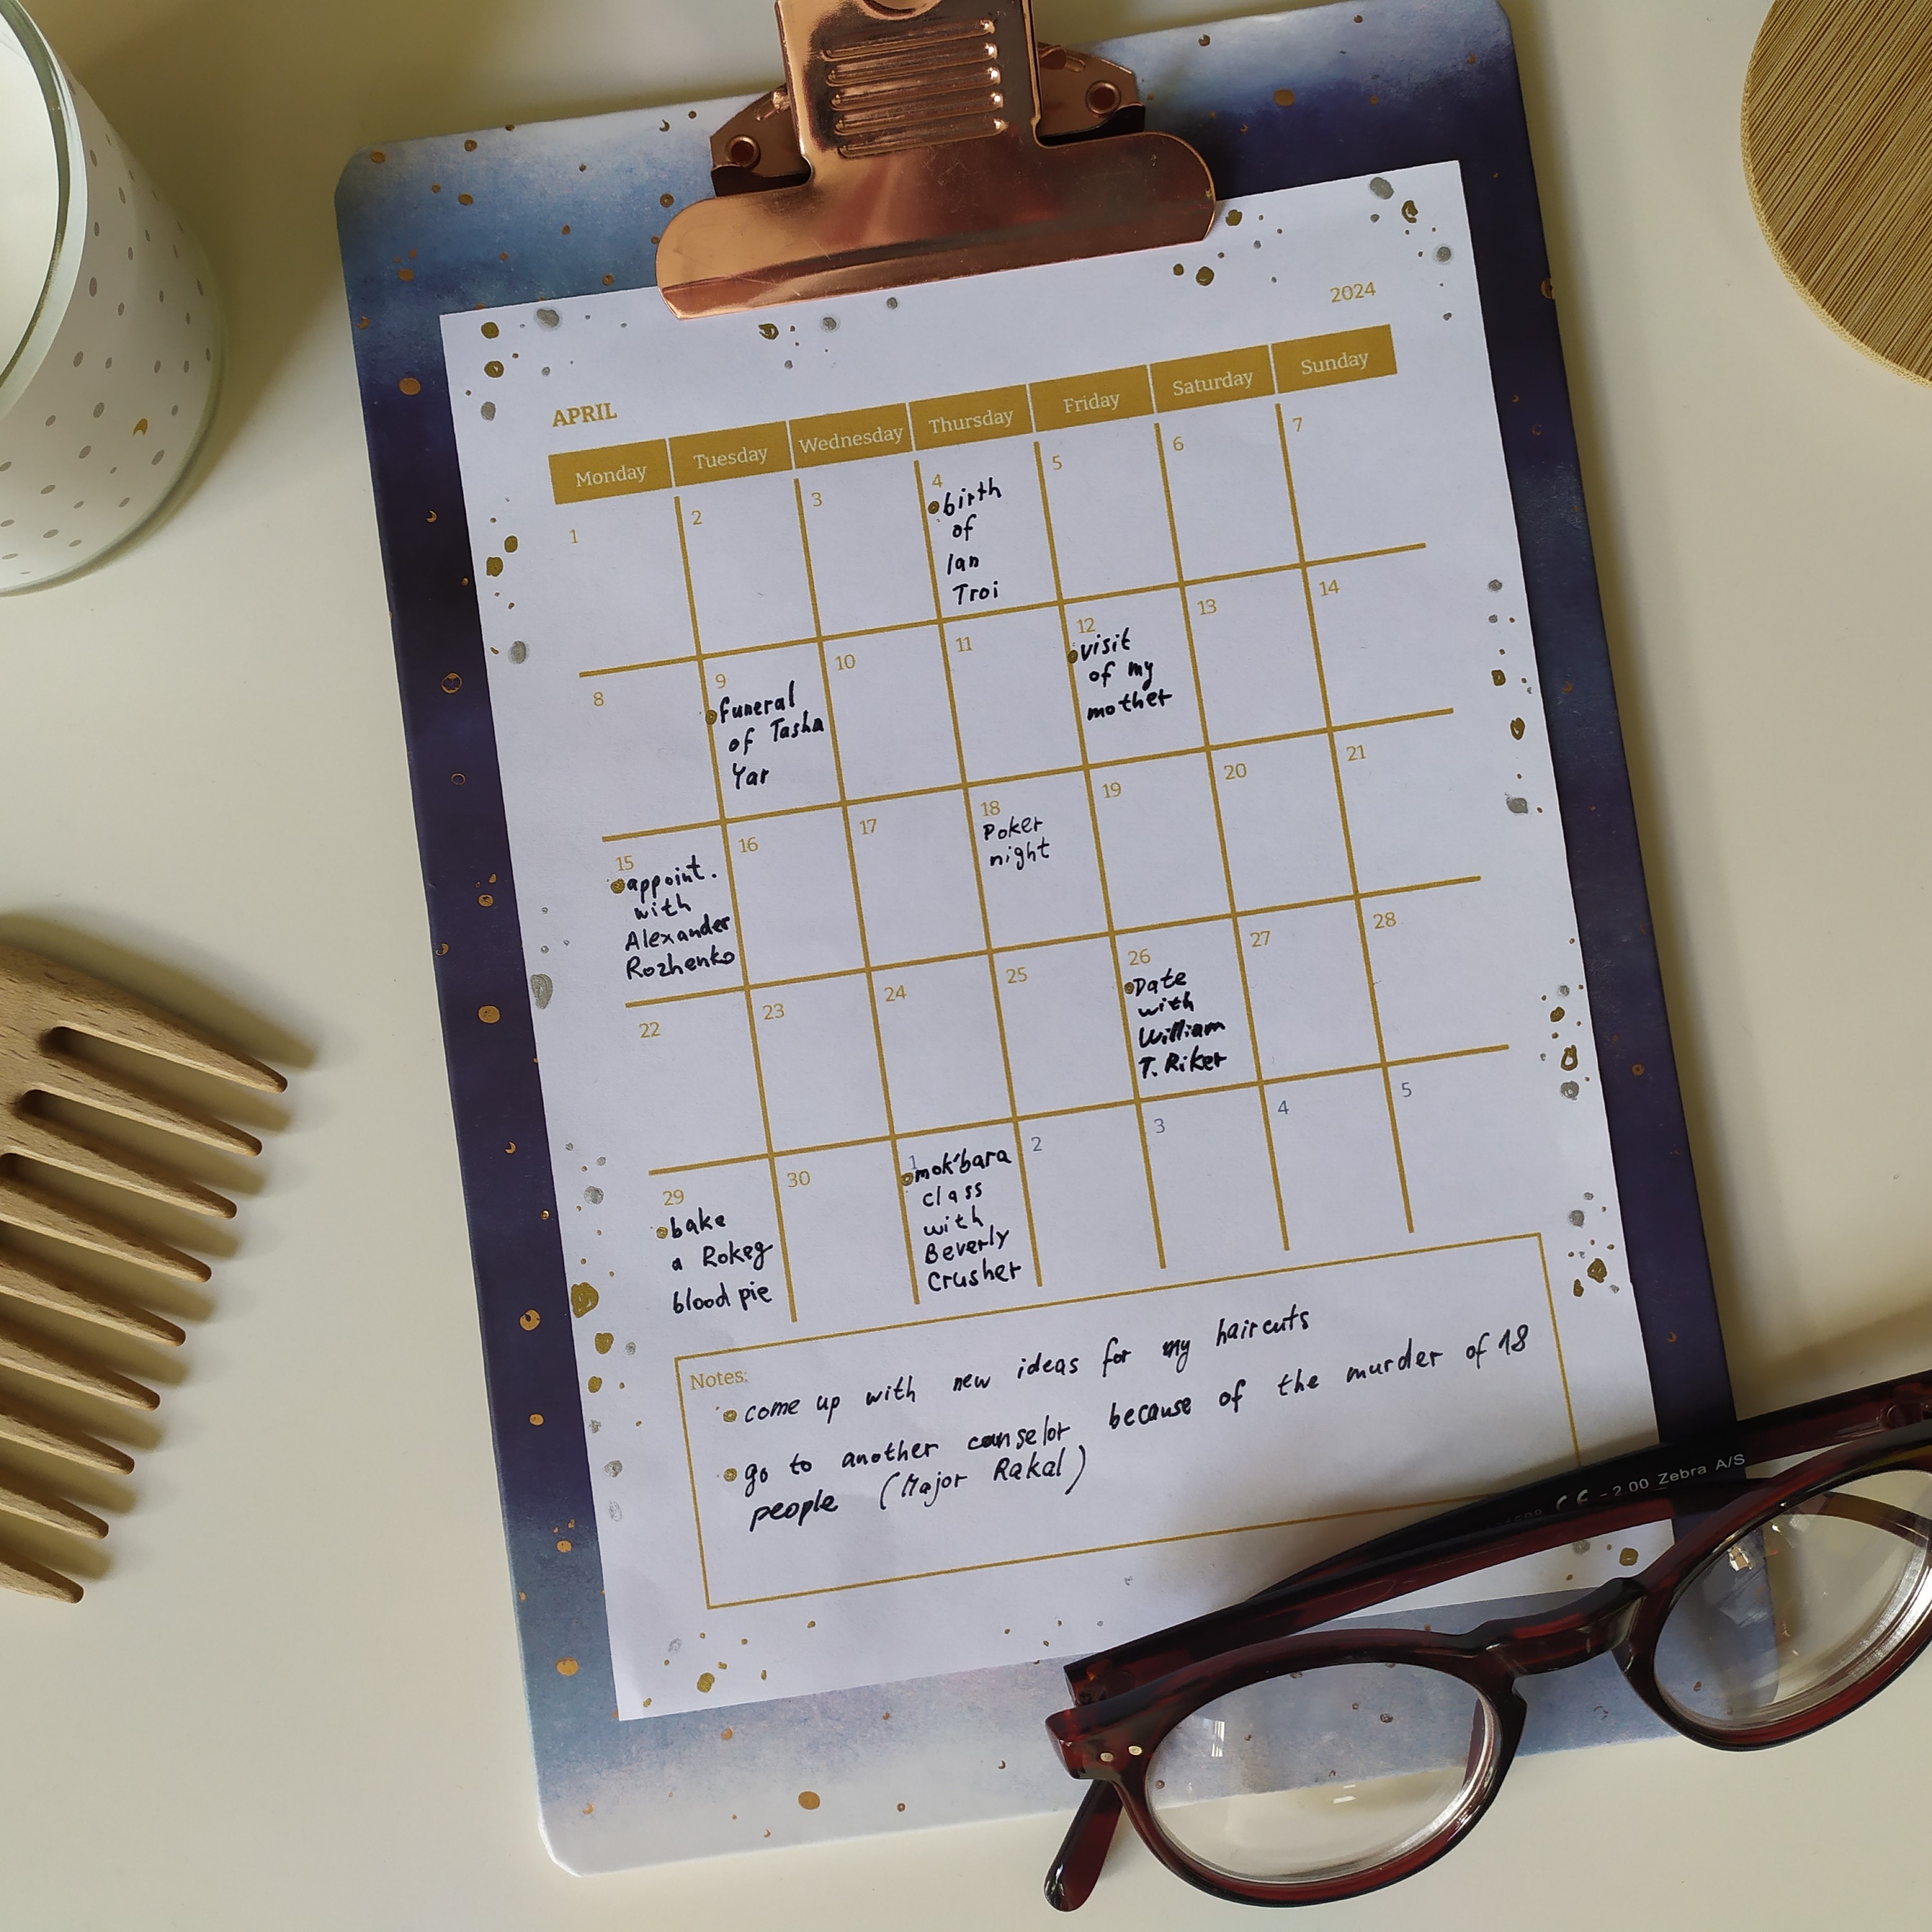 2024
APRIL
Monday Tuesday Wednesday Thursday Friday Saturday Sunday
1 2 3 4 5 6 7
birth
of
Ian
Troi
8 9 10 11 12 13 14
funeral
of Tasha
Yar
visit
of my
mother
15 16 17 18 19 20 21
appoint.
with
Alexander
Rozhenko
Poker
night
22 23 24 25 26 27 28
Date
with
William
T. Riker
29 30 1 2 3 4 5
bake
a Rokeg
blood pie
mok'bara
class
with
Beverly
Crusher
Notes:
come up with new ideas for my haircuts
go to another counselor because of the murder of 18
people (Major Rakal)
CE -2.00 Zebra A/S